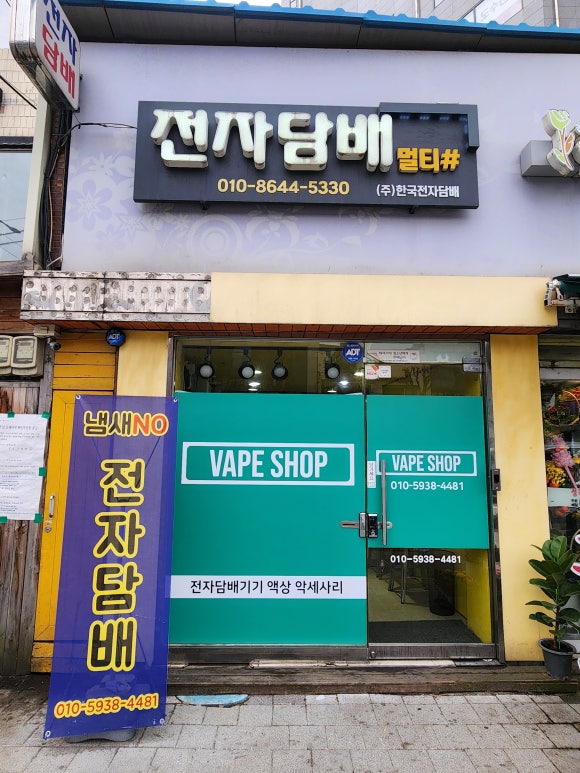 전자담배
전자담배 멀티#
010-8644-5330 (주)한국전자담배
ADT
ADT
냄새NO
전자담배
010-5938-4481
VAPE SHOP
전자담배기기 액상 악세사리
VAPE SHOP
010-5938-4481
010-5938-4481